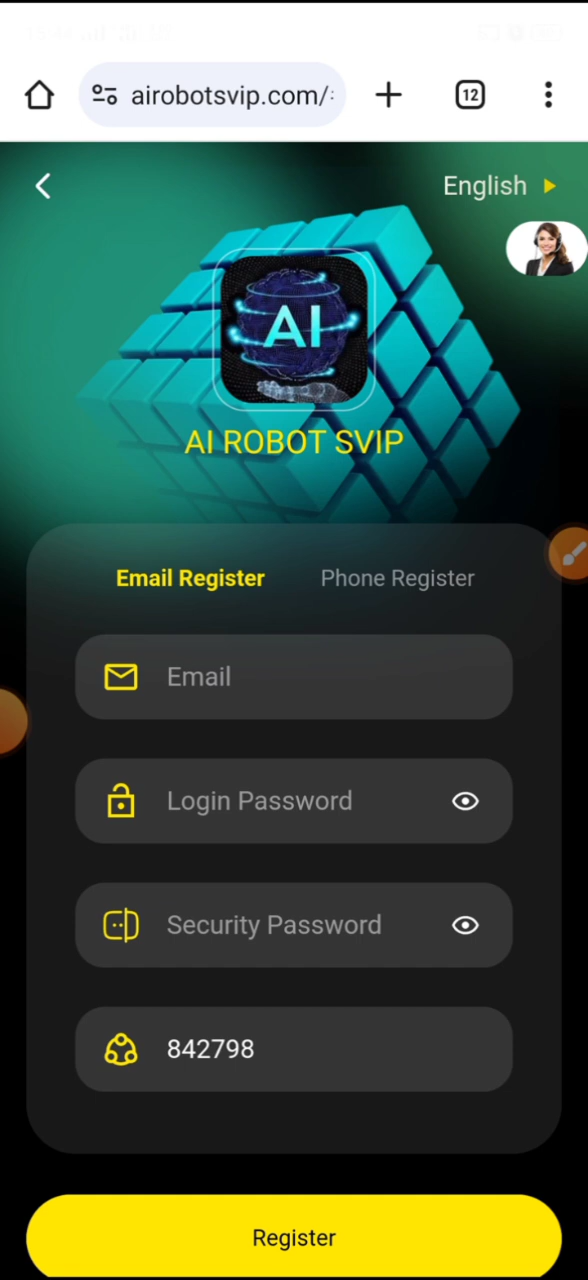 airobotsvip.com/
12
English
AI
AI ROBOT SVIP
Email Register
Phone Register
Email
Login Password
Security Password
842798
Register